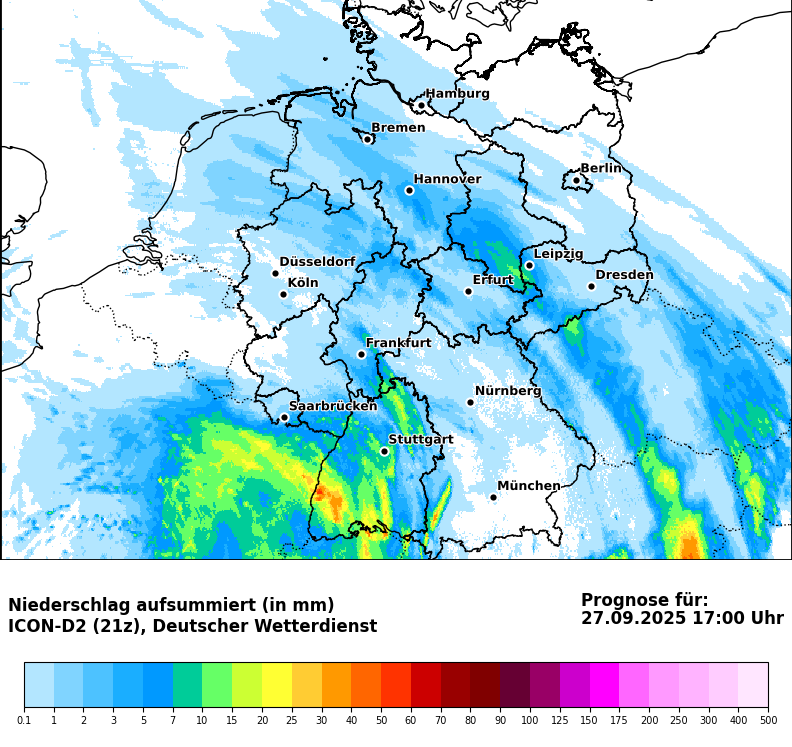 Hamburg
Bremen
Berlin
Hannover
Leipzig
Düsseldorf
Dresden
Köln
Erfurt
Frankfurt
Nürnberg
Saarbrücken
Stuttgart
München
Niederschlag aufsummiert (in mm)
ICON-D2 (21z), Deutscher Wetterdienst
Prognose für:
27.09.2025 17:00 Uhr
0.1 1 2 3 5 7 10 15 20 25 30 40 50 60 70 80 90 100 125 150 175 200 250 300 400 500